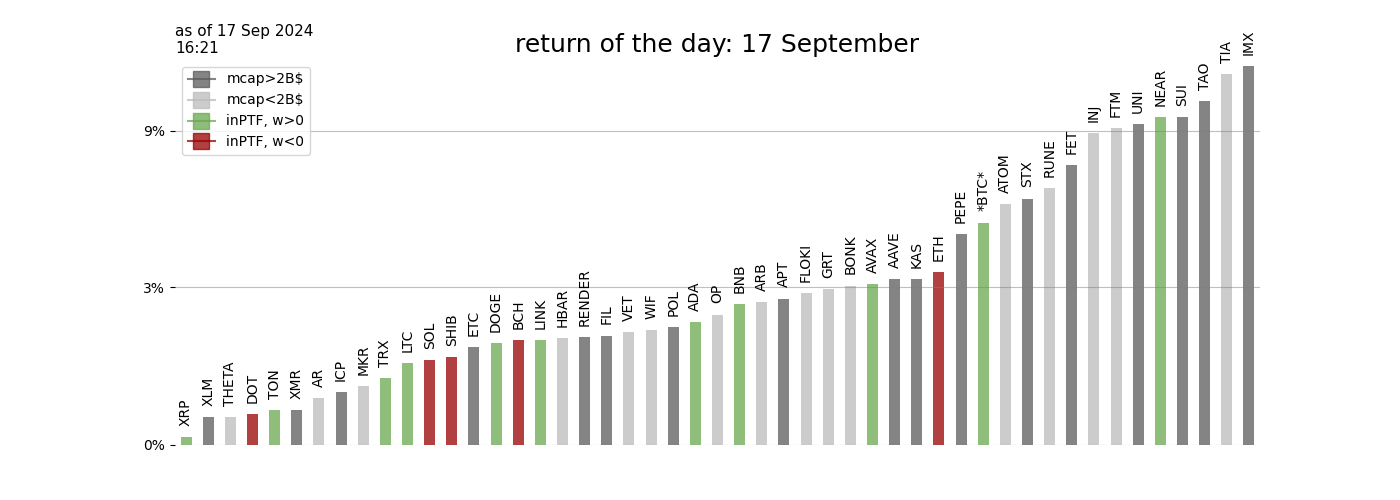 as of 17 Sep 2024
16:21
return of the day: 17 September
mcap>2B$
mcap<2B$
inPTF, w>0
inPTF, w<0
9%
3%
0%
XRP
XLM
THETA
DOT
TON
XMR
AR
ICP
MKR
TRX
LTC
SOL
SHIB
ETC
DOGE
BCH
LINK
HBAR
RENDER
FIL
VET
WIF
POL
ADA
OP
BNB
ARB
APT
FLOKI
GRT
BONK
AVAX
AAVE
KAS
ETH
PEPE
*BTC*
ATOM
STX
RUNE
FET
INJ
FTM
UNI
NEAR
SUI
TAO
TIA
IMX